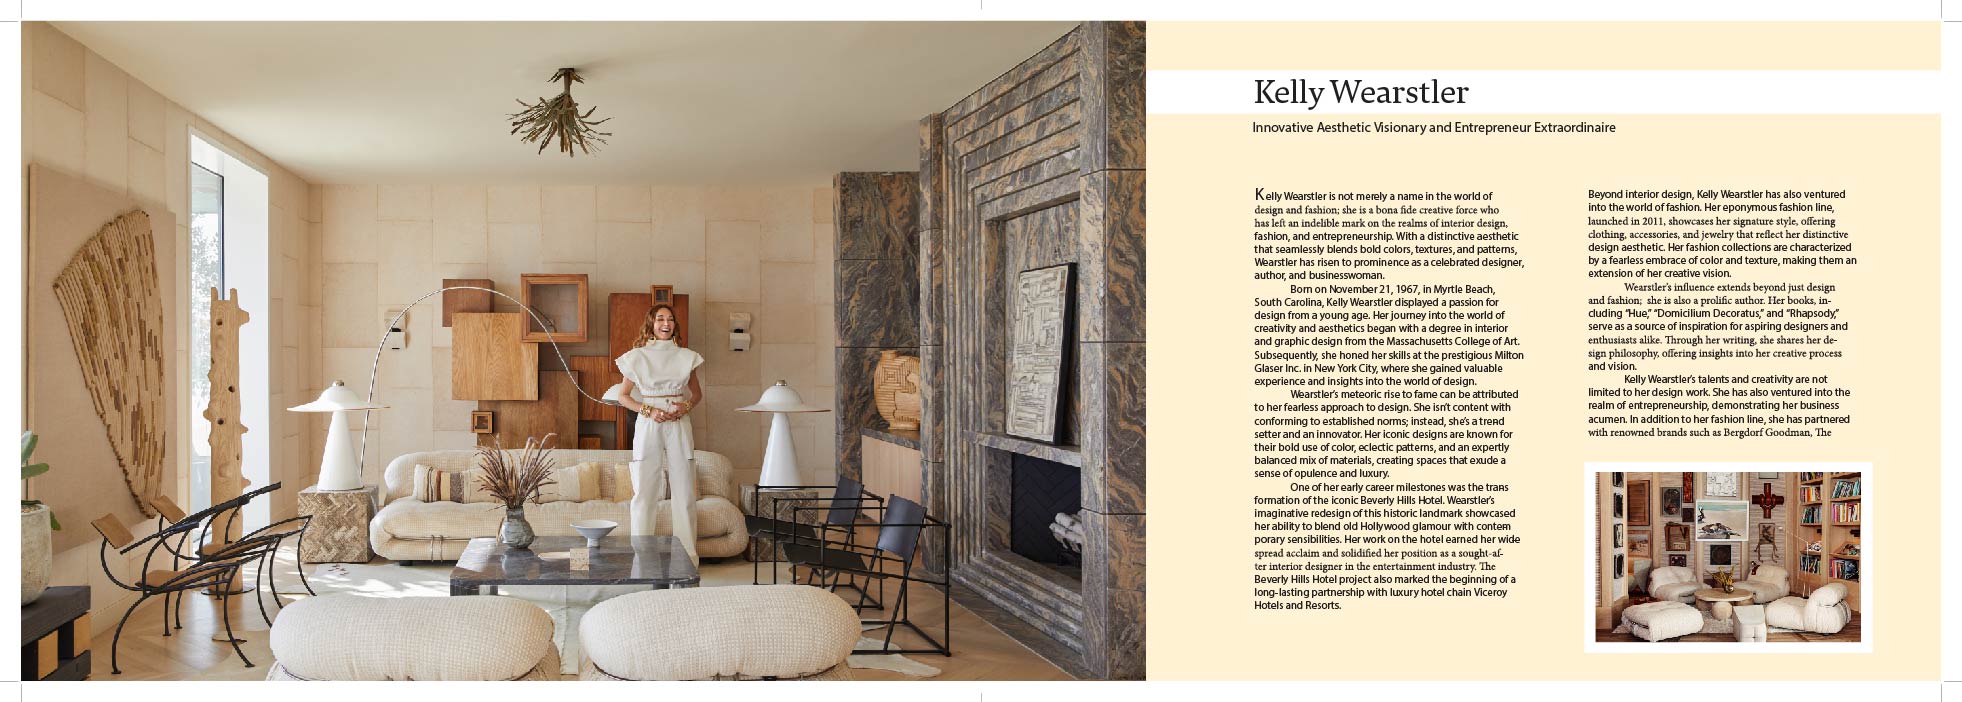 Kelly Wearstler
Innovative Aesthetic Visionary and Entrepreneur Extraordinaire
Kelly Wearstler is not merely a name in the world of
design and fashion; she is a bona fide creative force who
has left an indelible mark on the realms of interior design,
fashion, and entrepreneurship. With a distinctive aesthetic
that seamlessly blends bold colors, textures, and patterns,
Wearstler has risen to prominence as a celebrated designer,
author, and businesswoman.
Born on November 21, 1967, in Myrtle Beach,
South Carolina, Kelly Wearstler displayed a passion for
design from a young age. Her journey into the world of
creativity and aesthetics began with a degree in interior
and graphic design from the Massachusetts College of Art.
Subsequently, she honed her skills at the prestigious Milton
Glaser Inc. in New York City, where she gained valuable
experience and insights into the world of design.
Wearstler's meteoric rise to fame can be attributed
to her fearless approach to design. She isn't content with
conforming to established norms; instead, she's a trend
setter and an innovator. Her iconic designs are known for
their bold use of color, eclectic patterns, and an expertly
balanced mix of materials, creating spaces that exude a
sense of opulence and luxury.
One of her early career milestones was the trans
formation of the iconic Beverly Hills Hotel. Wearstler's
imaginative redesign of this historic landmark showcased
her ability to blend old Hollywood glamour with contem
porary sensibilities. Her work on the hotel earned her wide
spread acclaim and solidified her position as a sought-af-
ter interior designer in the entertainment industry. The
Beverly Hills Hotel project also marked the beginning of a
long-lasting partnership with luxury hotel chain Viceroy
Hotels and Resorts.
Beyond interior design, Kelly Wearstler has also ventured
into the world of fashion. Her eponymous fashion line,
launched in 2011, showcases her signature style, offering
clothing, accessories, and jewelry that reflect her distinctive
design aesthetic. Her fashion collections are characterized
by a fearless embrace of color and texture, making them an
extension of her creative vision.
Wearstler's influence extends beyond just design
and fashion;  she is also a prolific author. Her books, in-
cluding "Hue," "Domicilium Decoratus," and "Rhapsody,"
serve as a source of inspiration for aspiring designers and
enthusiasts alike. Through her writing, she shares her de-
sign philosophy, offering insights into her creative process
and vision.
Kelly Wearstler's talents and creativity are not
limited to her design work. She has also ventured into the
realm of entrepreneurship, demonstrating her business
acumen. In addition to her fashion line, she has partnered
with renowned brands such as Bergdorf Goodman, The